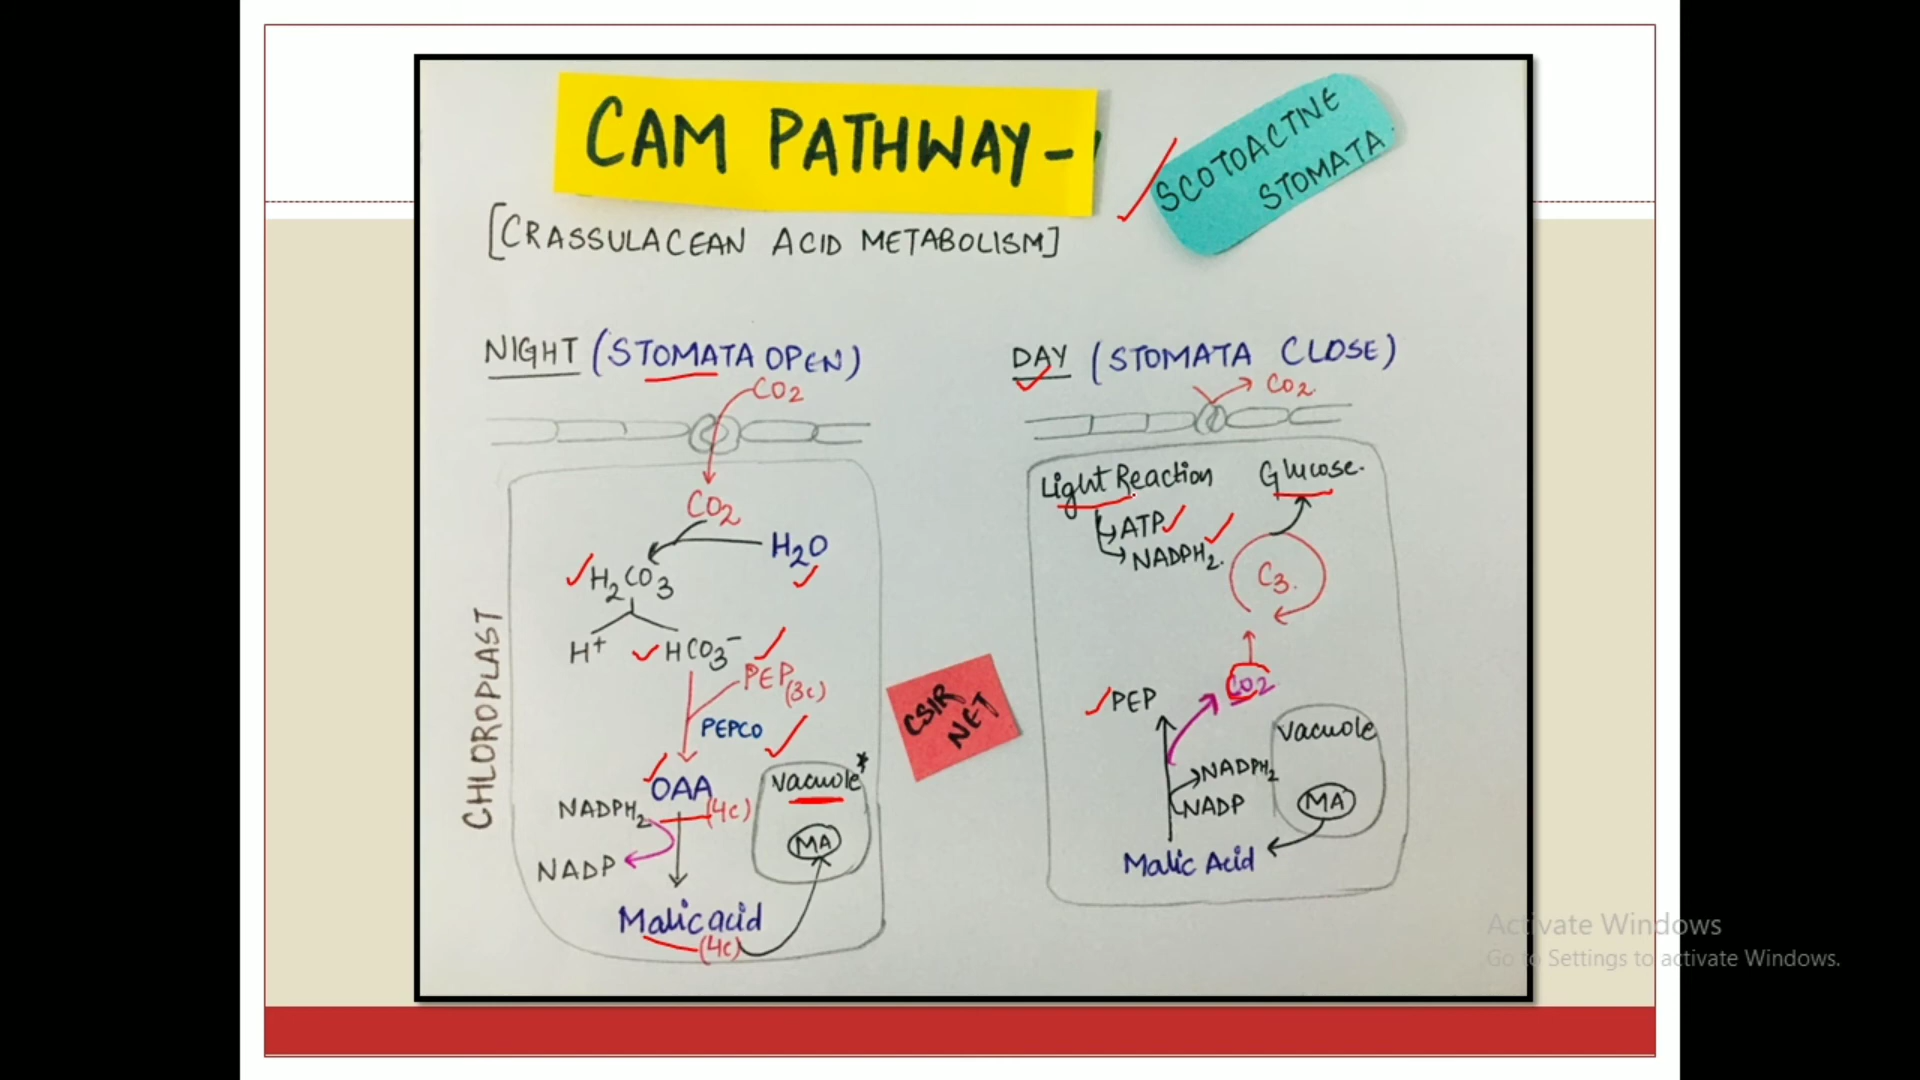 CAM PATHWAY-
SCOTOACTINE
STOMATA
[CRASSULACEAN ACID METABOLISM]
NIGHT (STOMATA OPEN)
CO2
CO2
H2O
H2CO3
H+ HCO3-
PEP(3c)
PEPCO
OAA
(4c)
NADPH2
NADP
Malic acid
(4c)
Vacuole*
MA
CHLOROPLAST
CSIR
NET
DAY (STOMATA CLOSE)
CO2
Light Reaction
ATP
NADPH2.
Glucose.
C3.
CO2
PEP
NADPH2
NADP
Vacuole
MA
Malic Acid
Activate Windows
Go to Settings to activate Windows.